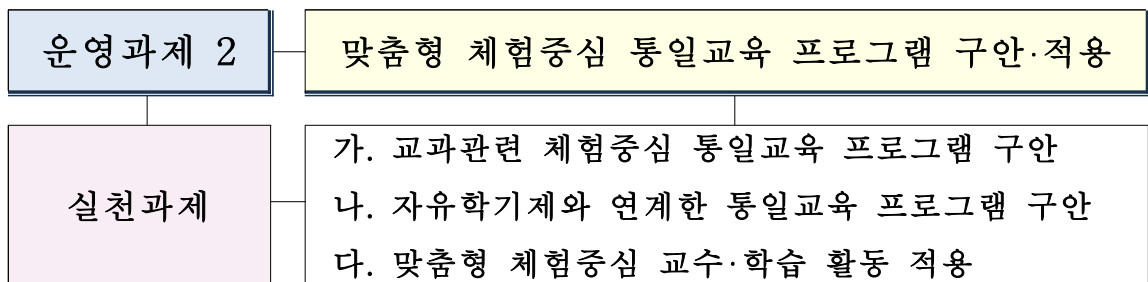 운영과제 2
맞춤형 체험중심 통일교육 프로그램 구안·적용
실천과제
가. 교과관련 체험중심 통일교육 프로그램 구안
나. 자유학기제와 연계한 통일교육 프로그램 구안
다. 맞춤형 체험중심 교수·학습 활동 적용